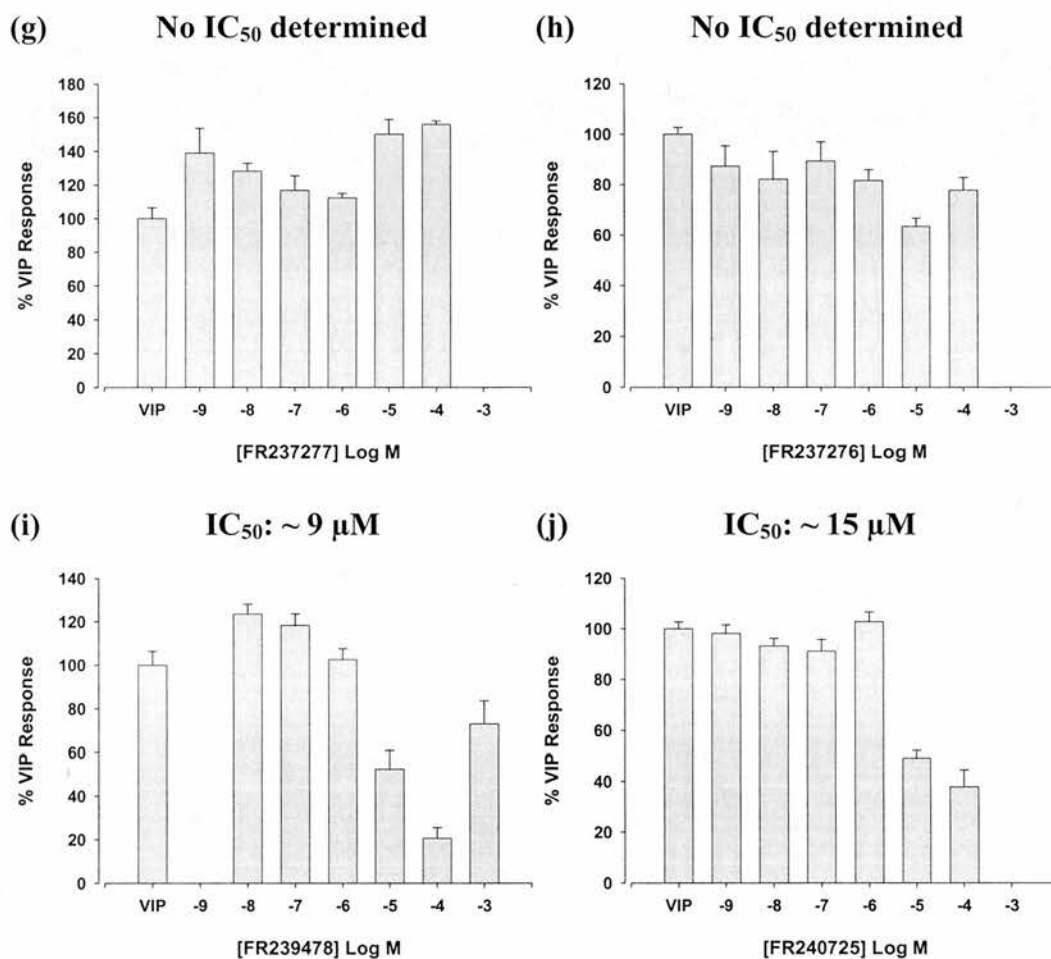 (g) No IC50 determined
180
160
140
120
100
80
60
40
20
0
% VIP Response
VIP -9 -8 -7 -6 -5 -4 -3
[FR237277] Log M
(h) No IC50 determined
120
100
80
60
40
20
0
% VIP Response
VIP -9 -8 -7 -6 -5 -4 -3
[FR237276] Log M
(i) IC50: ~ 9 µM
140
120
100
80
60
40
20
0
% VIP Response
VIP -9 -8 -7 -6 -5 -4 -3
[FR239478] Log M
(j) IC50: ~ 15 µM
120
100
80
60
40
20
0
% VIP Response
VIP -9 -8 -7 -6 -5 -4 -3
[FR240725] Log M